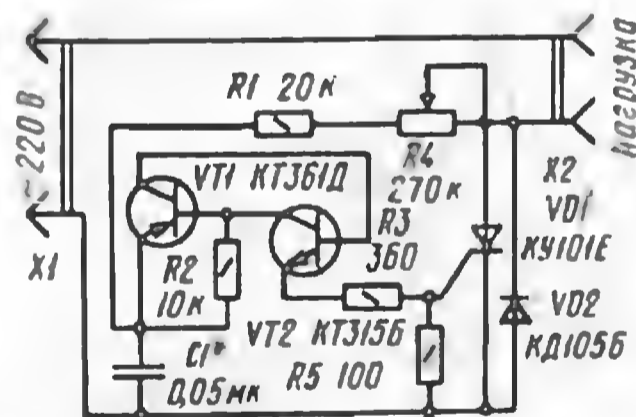 ~220 В
X1
R1 20к
R4
270к
VT1 КТ361Д
R2
10к
R3
360
VT2 КТ315Б
C1*
0,05мк
R5 100
Нагрузка
X2
VD1
КУ101Е
VD2
КД105Б